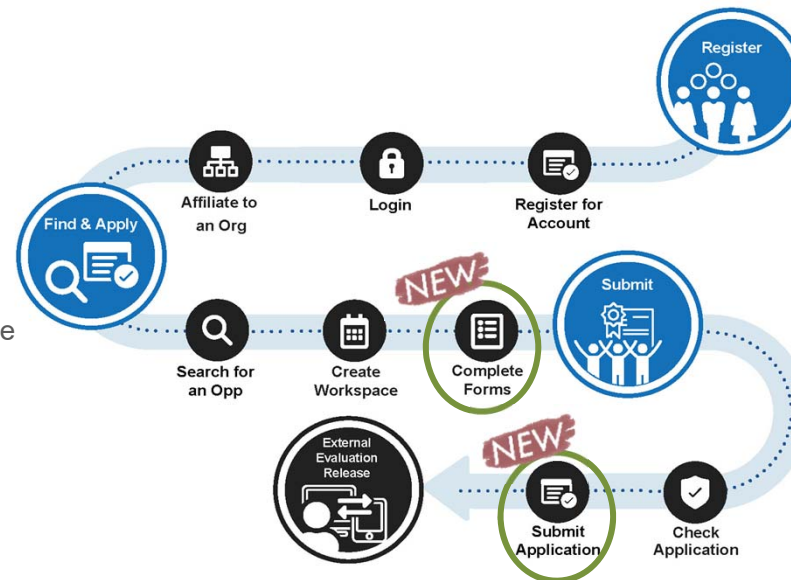 Register
Affiliate to
an Org
Login
Register for
Account
Find & Apply
NEW
Submit
e
Search for
an Opp
Create
Workspace
Complete
Forms
External
Evaluation
Release
NEW
Submit
Application
Check
Application